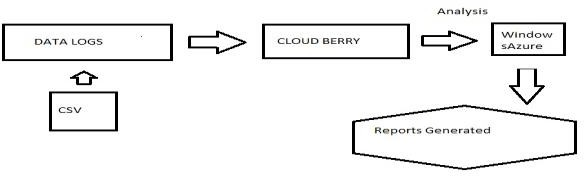 Analysis
DATA LOGS
CLOUD BERRY
Window
sAzure
CSV
Reports Generated